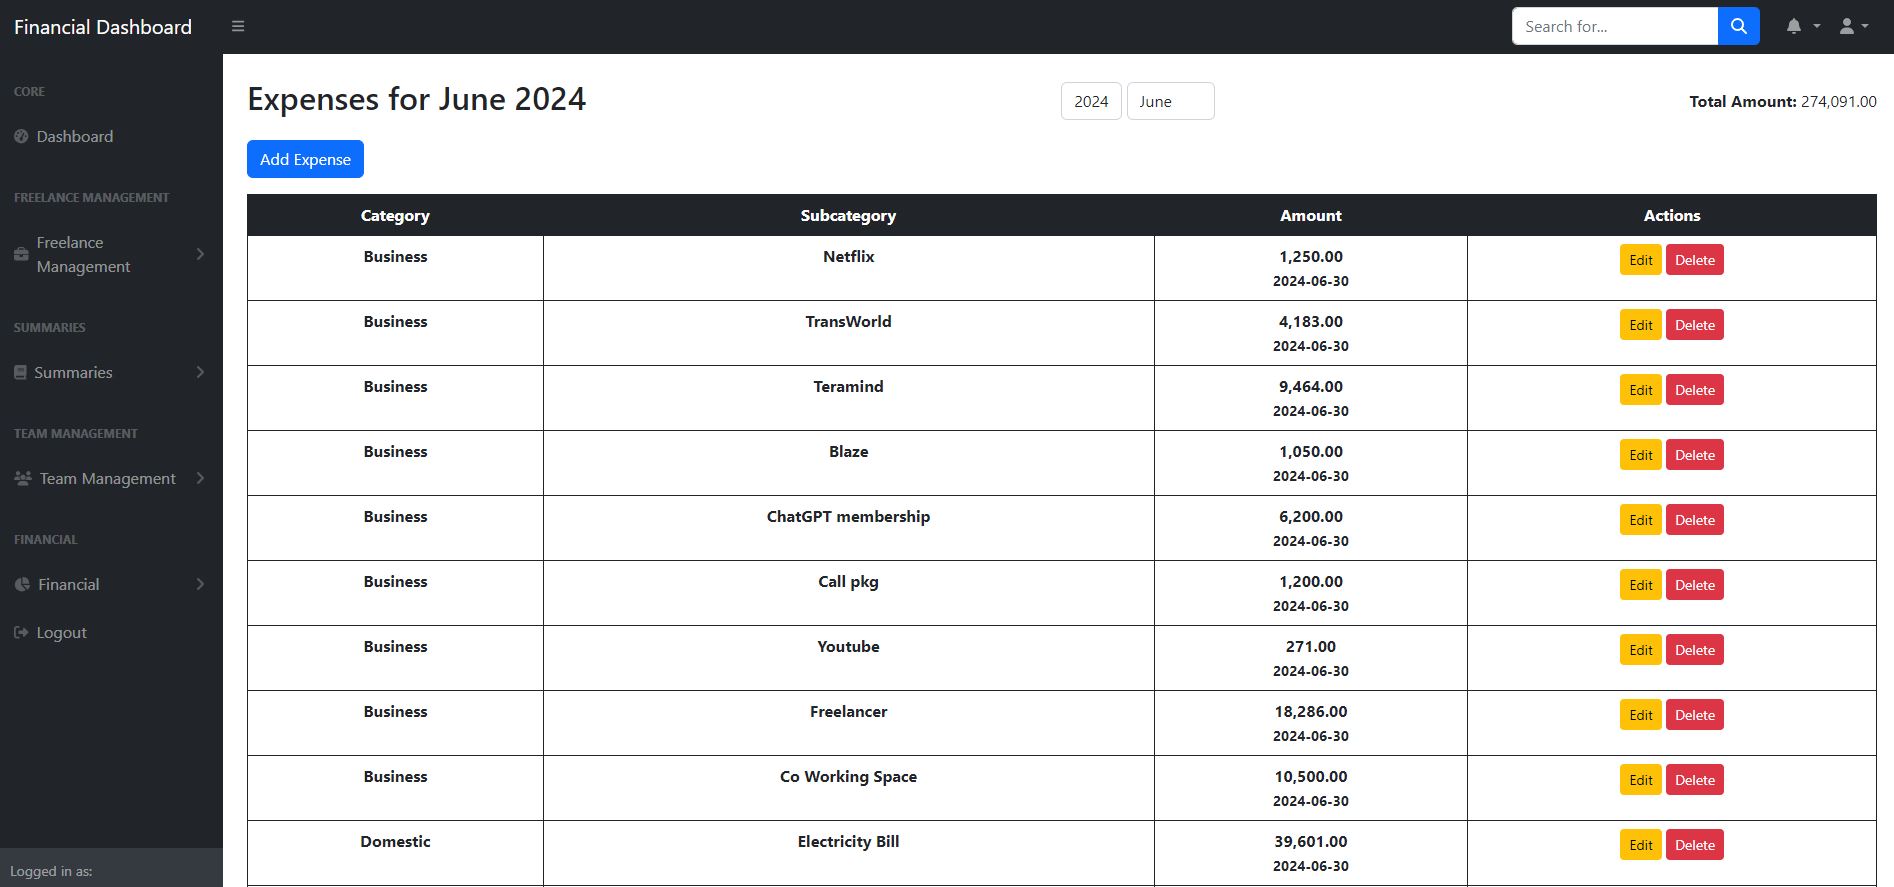 Financial Dashboard
Search for...
CORE
Dashboard
FREELANCE MANAGEMENT
Freelance
Management
SUMMARIES
Summaries
TEAM MANAGEMENT
Team Management
FINANCIAL
Financial
Logout
Logged in as:
Expenses for June 2024
2024 June
Total Amount: 274,091.00
Add Expense
Category Subcategory Amount Actions
Business Netflix 1,250.00 Edit Delete
2024-06-30
Business TransWorld 4,183.00 Edit Delete
2024-06-30
Business Teramind 9,464.00 Edit Delete
2024-06-30
Business Blaze 1,050.00 Edit Delete
2024-06-30
Business ChatGPT membership 6,200.00 Edit Delete
2024-06-30
Business Call pkg 1,200.00 Edit Delete
2024-06-30
Business Youtube 271.00 Edit Delete
2024-06-30
Business Freelancer 18,286.00 Edit Delete
2024-06-30
Business Co Working Space 10,500.00 Edit Delete
2024-06-30
Domestic Electricity Bill 39,601.00 Edit Delete
2024-06-30